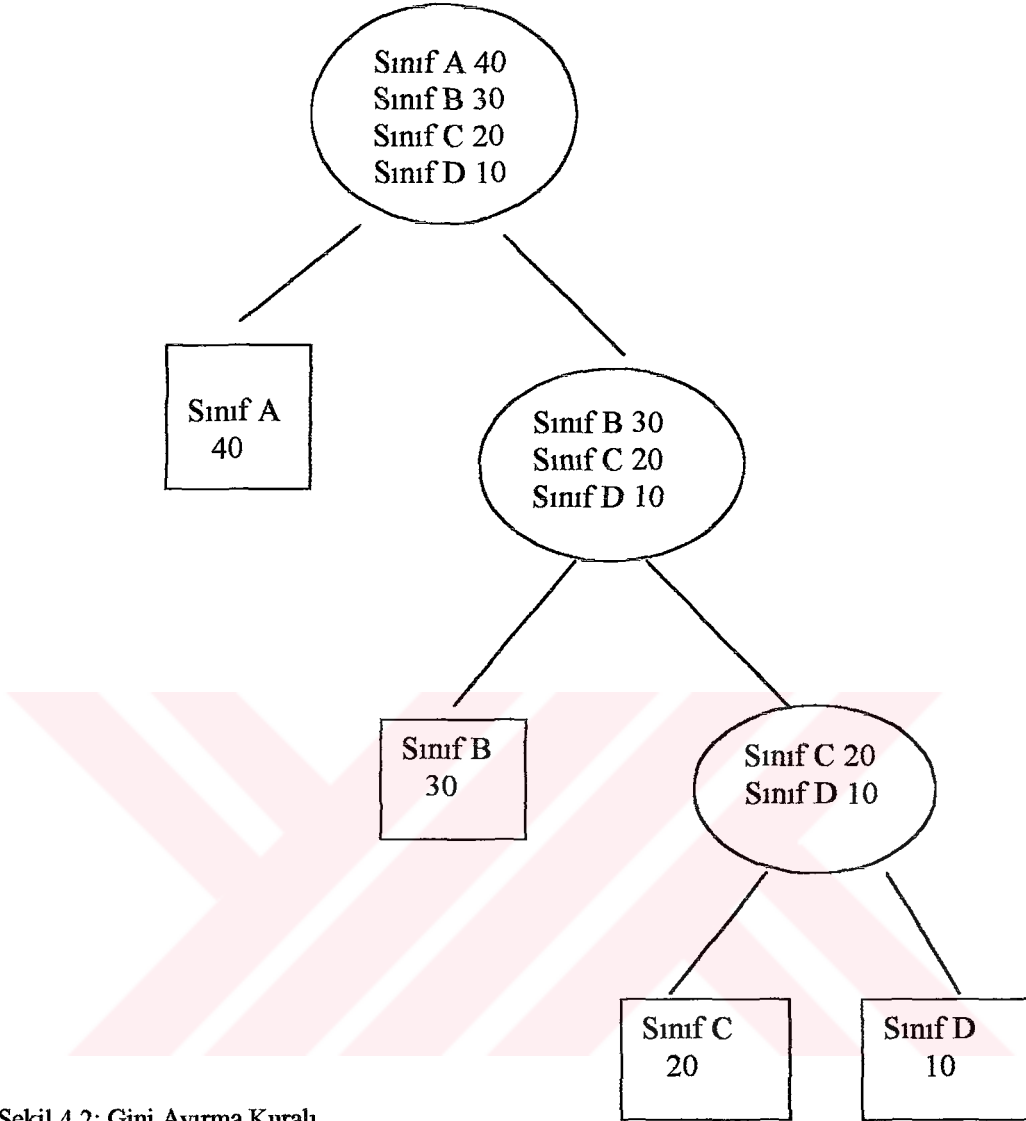 Sınıf A 40
Sınıf B 30
Sınıf C 20
Sınıf D 10
Sınıf A
40
Sınıf B 30
Sınıf C 20
Sınıf D 10
Sınıf B
30
Sınıf C 20
Sınıf D 10
Sınıf C
20
Sınıf D
10
Şekil 4.2: Gini Ayırma Kuralı